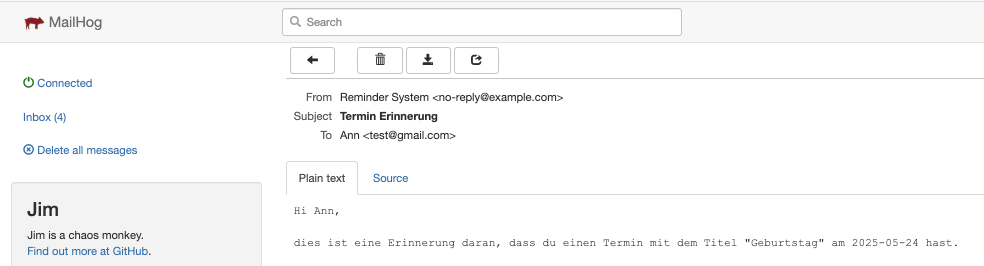 MailHog
Search
Connected
Inbox (4)
Delete all messages
Jim
Jim is a chaos monkey.
Find out more at GitHub.
From Reminder System <no-reply@example.com>
Subject Termin Erinnerung
To Ann <test@gmail.com>
Plain text Source
Hi Ann,
dies ist eine Erinnerung daran, dass du einen Termin mit dem Titel "Geburtstag" am 2025-05-24 hast.